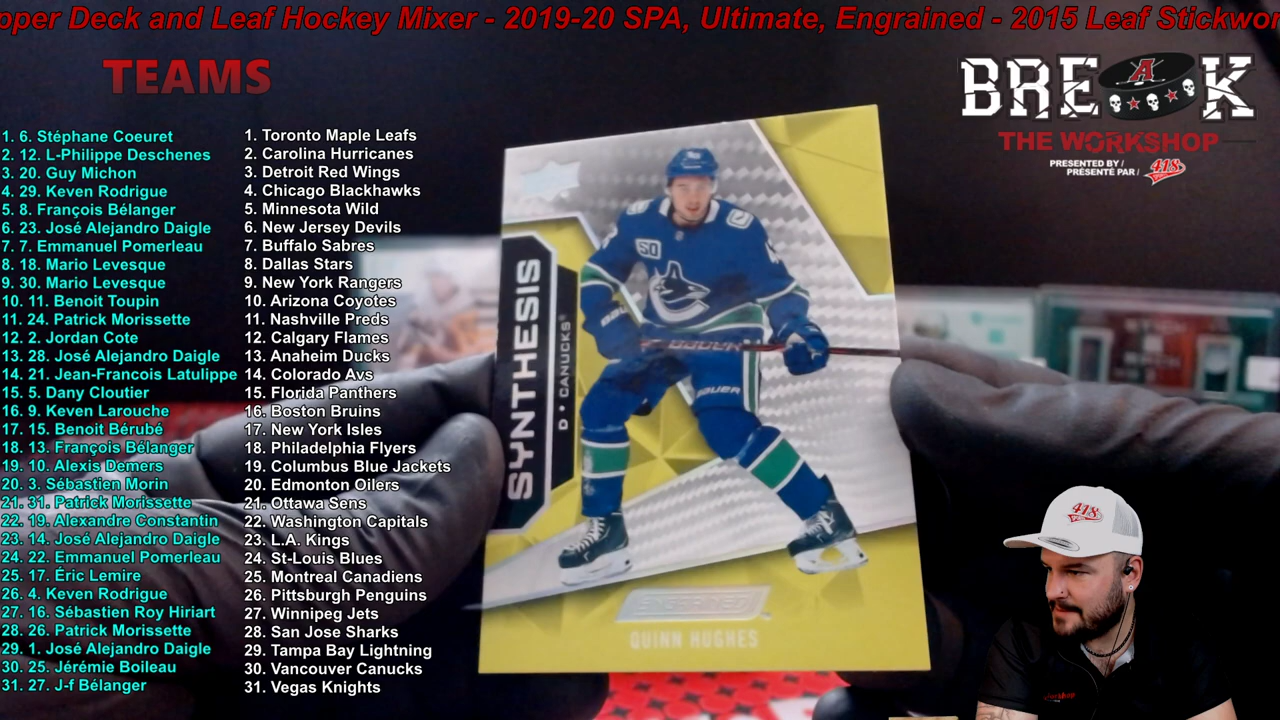 pper Deck and Leaf Hockey Mixer - 2019-20 SPA, Ultimate, Engrained - 2015 Leaf Stickwor
TEAMS
1. 6. Stéphane Coeuret
2. 12. L-Philippe Deschenes
3. 20. Guy Michon
4. 29. Keven Rodrigue
5. 8. François Bélanger
6. 23. José Alejandro Daigle
7. 7. Emmanuel Pomerleau
8. 18. Mario Levesque
9. 30. Mario Levesque
10. 11. Benoit Toupin
11. 24. Patrick Morissette
12. 2. Jordan Cote
13. 28. José Alejandro Daigle
14. 21. Jean-Francois Latulippe
15. 5. Dany Cloutier
16. 9. Keven Larouche
17. 15. Benoit Bérubé
18. 13. François Bélanger
19. 10. Alexis Demers
20. 3. Sébastien Morin
21. 31. Patrick Morissette
22. 19. Alexandre Constantin
23. 14. José Alejandro Daigle
24. 22. Emmanuel Pomerleau
25. 17. Éric Lemire
26. 4. Keven Rodrigue
27. 16. Sébastien Roy Hiriart
28. 26. Patrick Morissette
29. 1. José Alejandro Daigle
30. 25. Jérémie Boileau
31. 27. J-f Bélanger
1. Toronto Maple Leafs
2. Carolina Hurricanes
3. Detroit Red Wings
4. Chicago Blackhawks
5. Minnesota Wild
6. New Jersey Devils
7. Buffalo Sabres
8. Dallas Stars
9. New York Rangers
10. Arizona Coyotes
11. Nashville Preds
12. Calgary Flames
13. Anaheim Ducks
14. Colorado Avs
15. Florida Panthers
16. Boston Bruins
17. New York Isles
18. Philadelphia Flyers
19. Columbus Blue Jackets
20. Edmonton Oilers
21. Ottawa Sens
22. Washington Capitals
23. L.A. Kings
24. St-Louis Blues
25. Montreal Canadiens
26. Pittsburgh Penguins
27. Winnipeg Jets
28. San Jose Sharks
29. Tampa Bay Lightning
30. Vancouver Canucks
31. Vegas Knights
SYNTHESIS
D • CANUCKS
50
BAUER
BAUER
ENGRAINED
QUINN HUGHES
BRE A K
THE WORKSHOP
PRESENTED BY /
PRÉSENTÉ PAR /
418
418